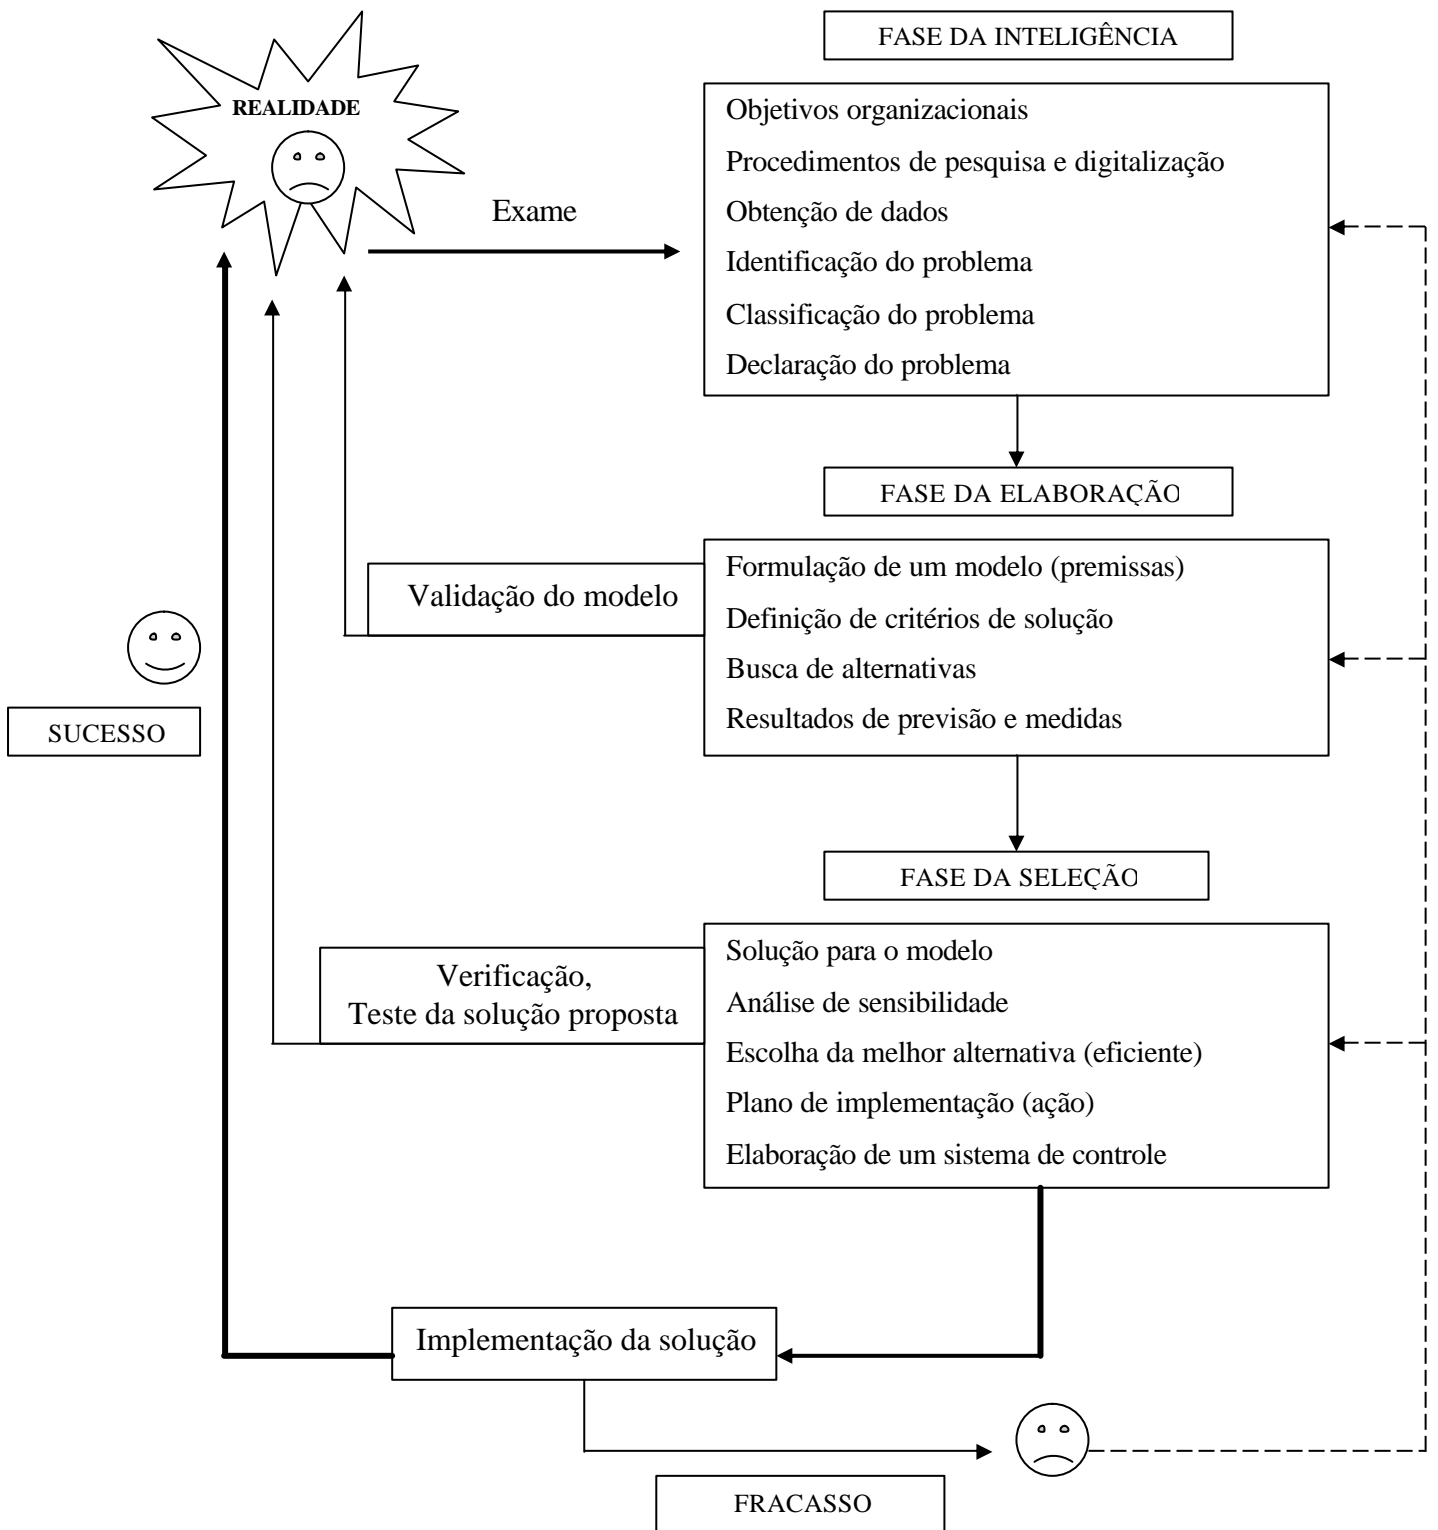 REALIDADE
Exame
FASE DA INTELIGÊNCIA
Objetivos organizacionais
Procedimentos de pesquisa e digitalização
Obtenção de dados
Identificação do problema
Classificação do problema
Declaração do problema
FASE DA ELABORAÇÃO
Validação do modelo
Formulação de um modelo (premissas)
Definição de critérios de solução
Busca de alternativas
Resultados de previsão e medidas
SUCESSO
FASE DA SELEÇÃO
Verificação,
Teste da solução proposta
Solução para o modelo
Análise de sensibilidade
Escolha da melhor alternativa (eficiente)
Plano de implementação (ação)
Elaboração de um sistema de controle
Implementação da solução
FRACASSO